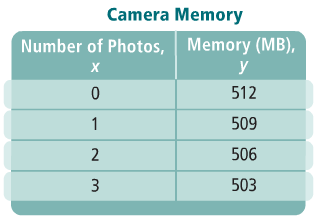 Camera Memory
Number of Photos, Memory (MB),
x y
0 512
1 509
2 506
3 503